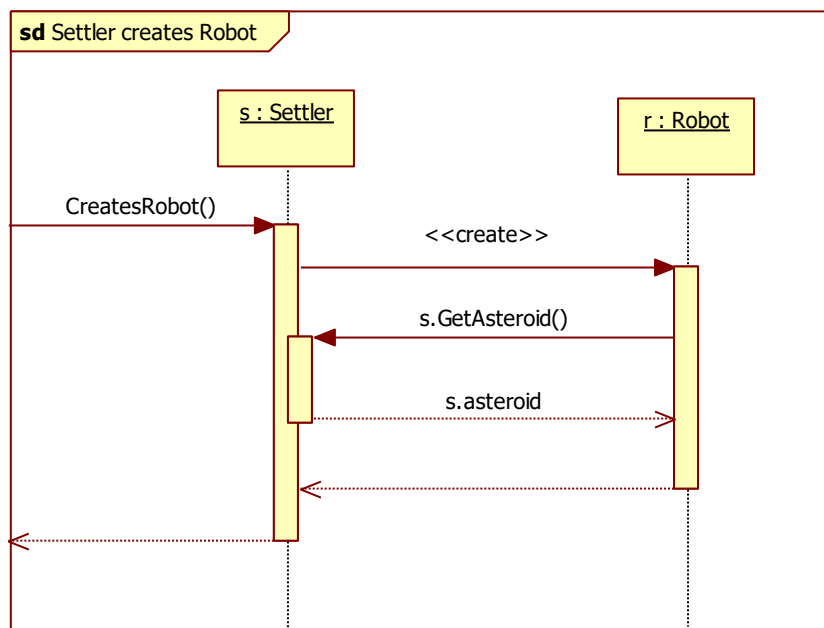 sd Settler creates Robot
s : Settler
r : Robot
CreatesRobot()
<<create>>
s.GetAsteroid()
s.asteroid